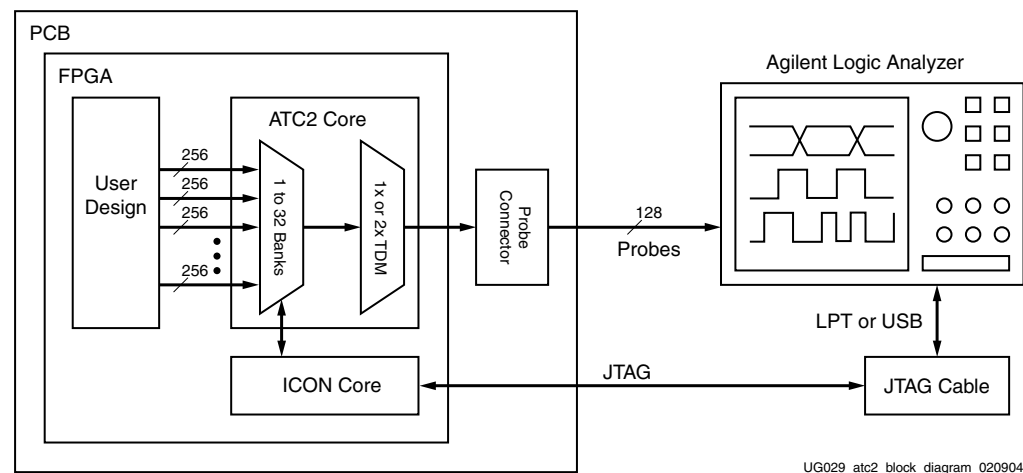 PCB
FPGA
Agilent Logic Analyzer
ATC2 Core
User
Design
256
256
256
256
1 to 32 Banks
1x or 2x TDM
Probe
Connector
128
Probes
LPT or USB
ICON Core
JTAG
JTAG Cable
UG029_atc2_block_diagram_020904